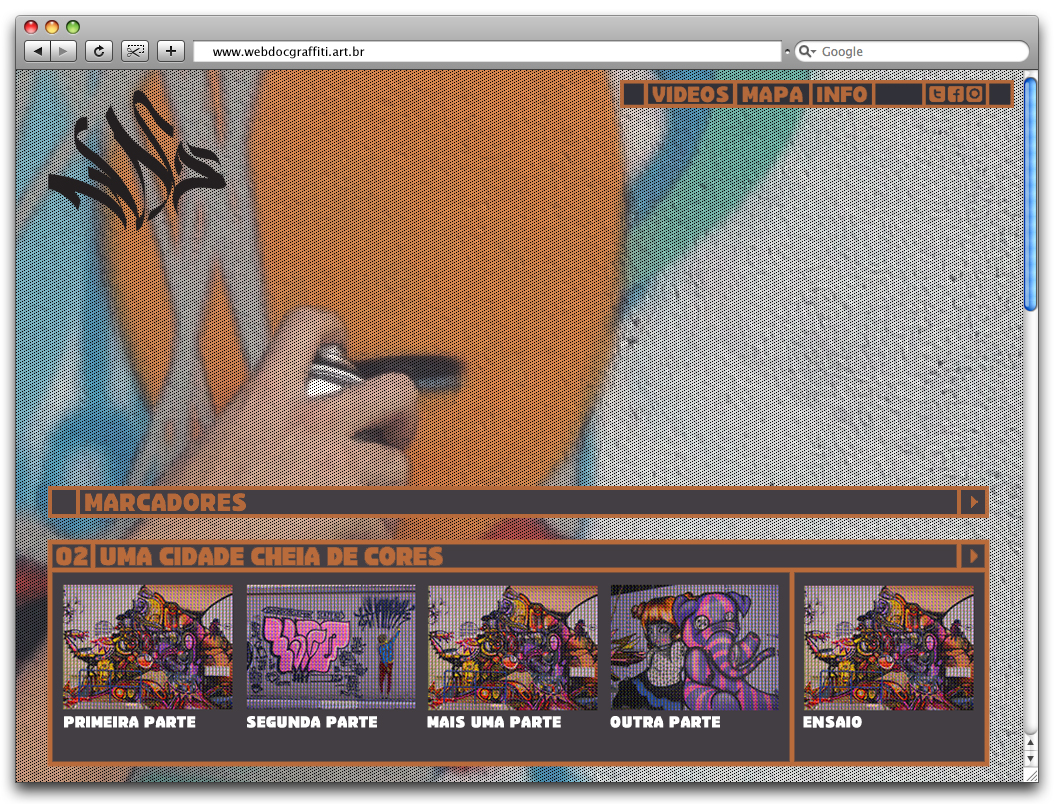 www.webdocgraffiti.art.br
Google
VIDEOS MAPA INFO
MARCADORES
02 UMA CIDADE CHEIA DE CORES
PRIMEIRA PARTE
SEGUNDA PARTE
MAIS UMA PARTE
OUTRA PARTE
ENSAIO